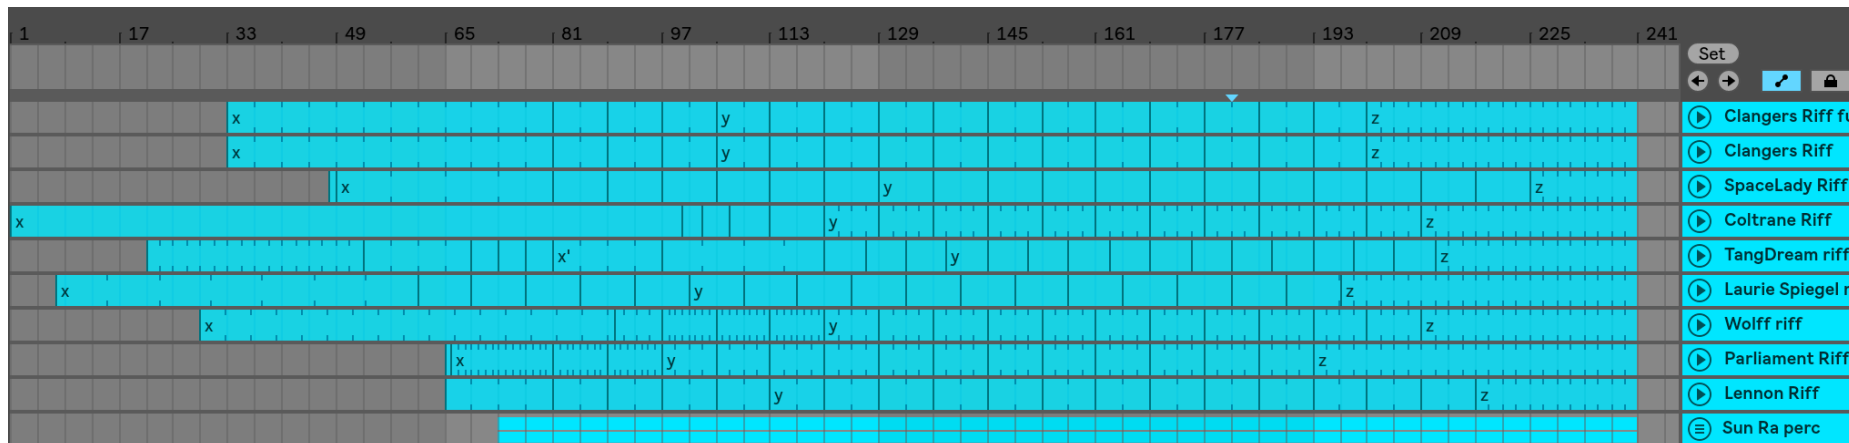 1 17 33 49 65 81 97 113 129 145 161 177 193 209 225 241
Set
x y z Clangers Riff fu
x y z Clangers Riff
x y z SpaceLady Riff
x y z Coltrane Riff
x' y z TangDream riff
x y z Laurie Spiegel r
x y z Wolff riff
x y z Parliament Riff
y z Lennon Riff
Sun Ra perc